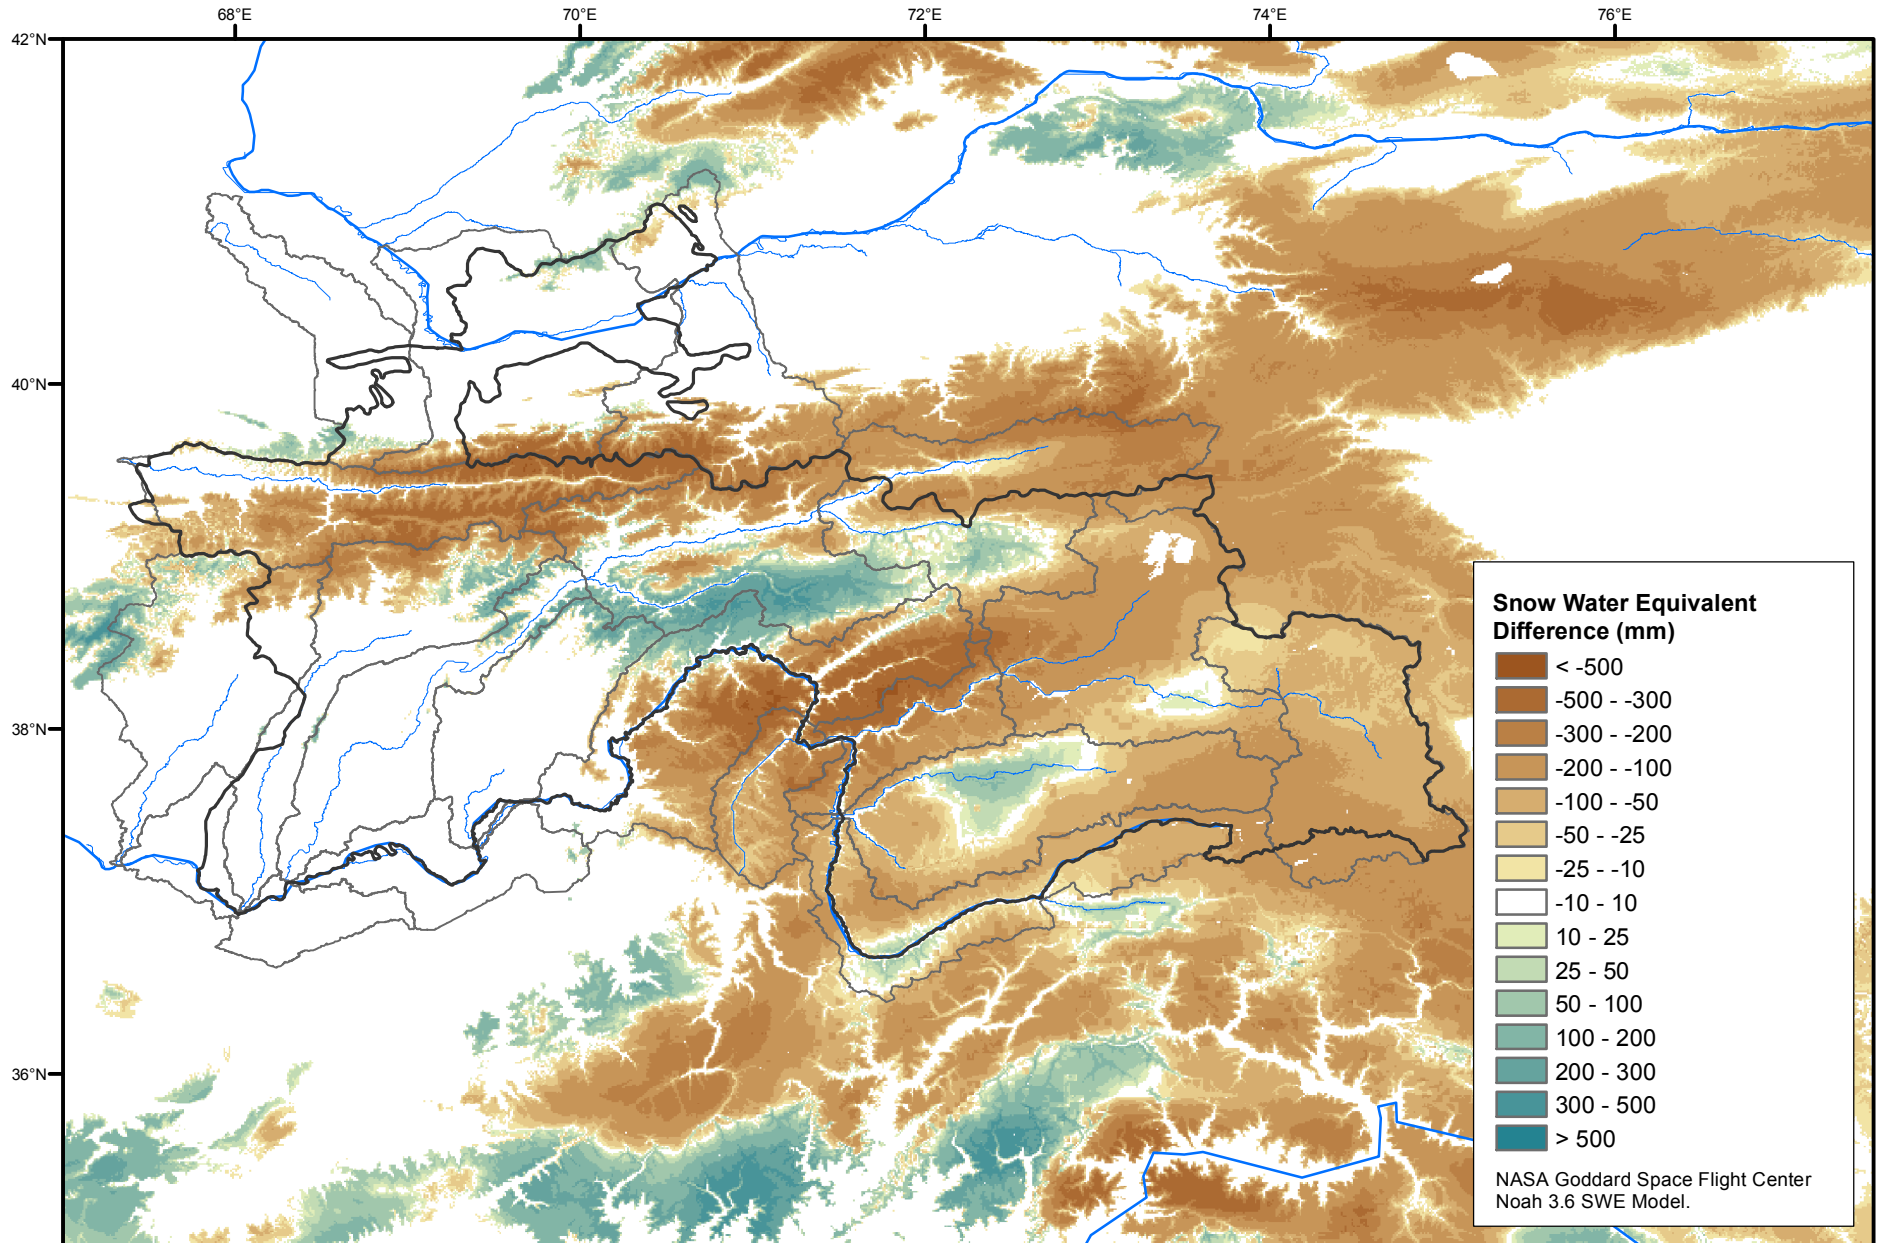 68°E 70°E 72°E 74°E 76°E
42°N
40°N
38°N
36°N
Snow Water Equivalent
Difference (mm)
< -500
-500 - -300
-300 - -200
-200 - -100
-100 - -50
-50 - -25
-25 - -10
-10 - 10
10 - 25
25 - 50
50 - 100
100 - 200
200 - 300
300 - 500
> 500
NASA Goddard Space Flight Center
Noah 3.6 SWE Model.